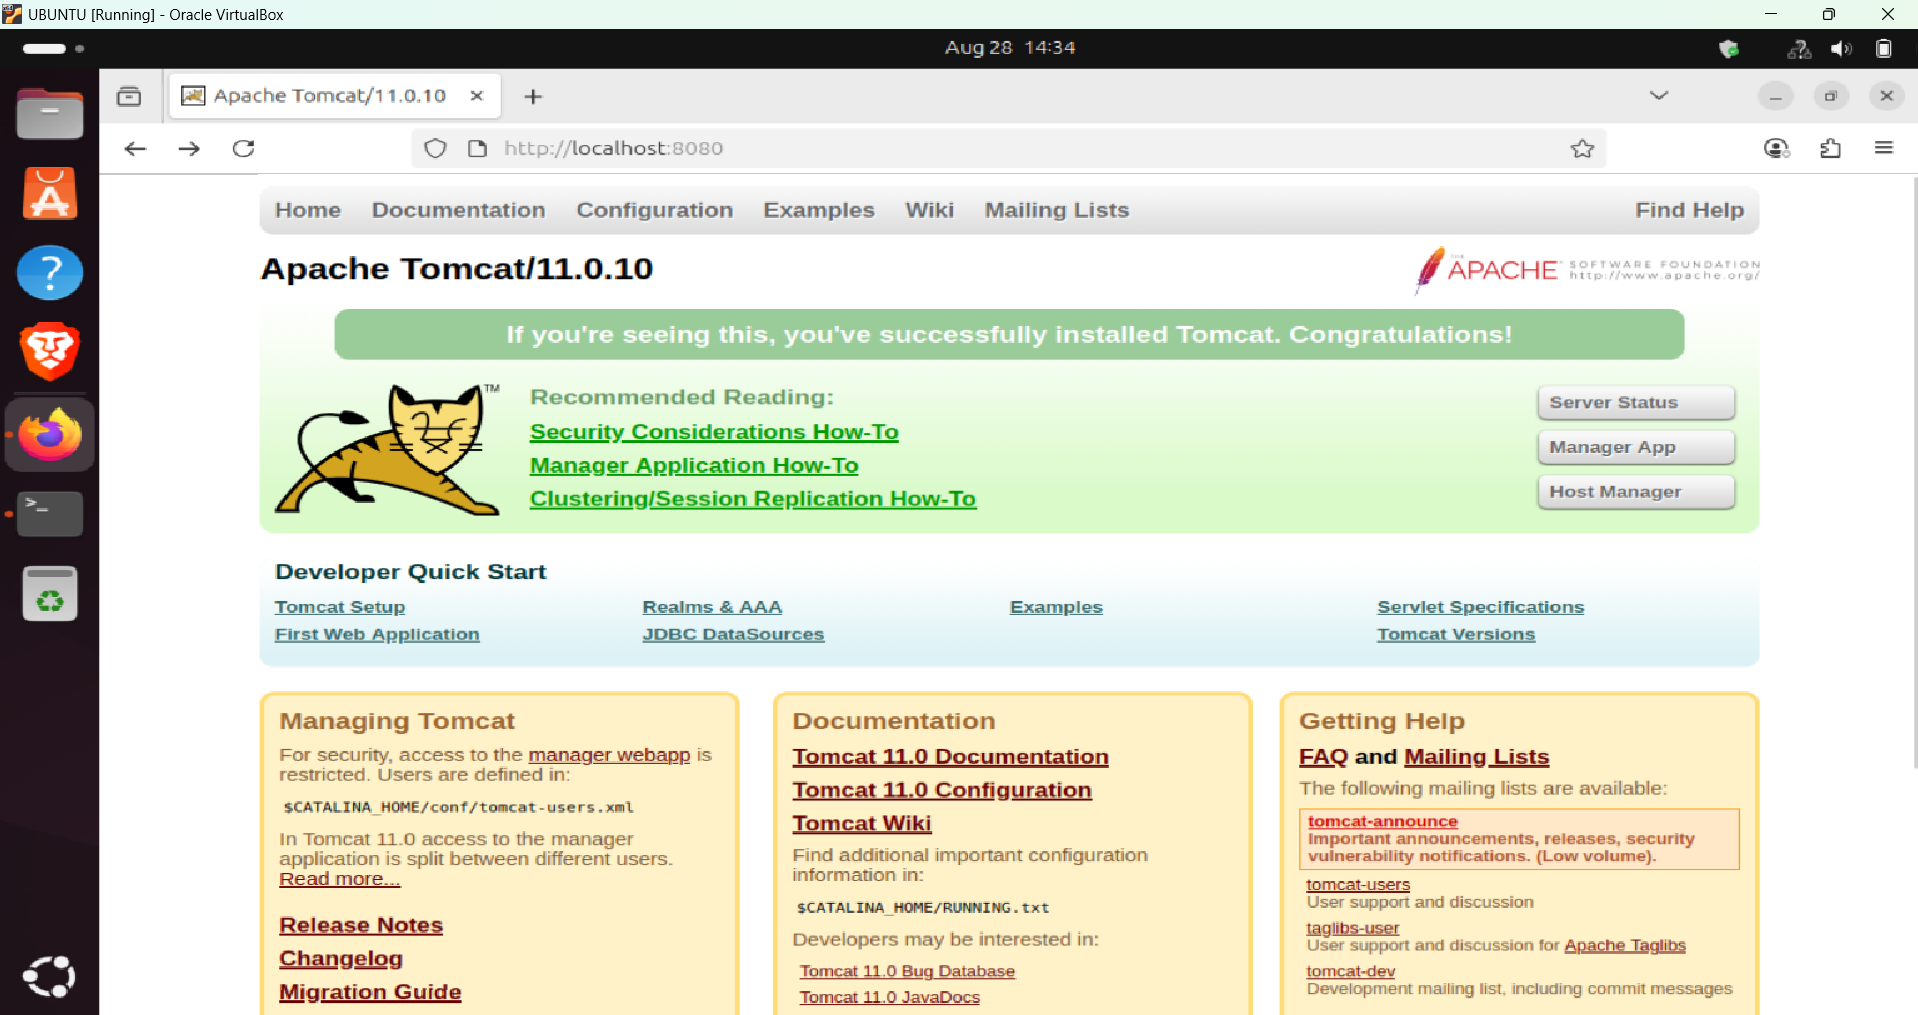 UBUNTU [Running] - Oracle VirtualBox
Aug 28 14:34
Apache Tomcat/11.0.10
http://localhost:8080
Home Documentation Configuration Examples Wiki Mailing Lists Find Help
Apache Tomcat/11.0.10
THE APACHE™ SOFTWARE FOUNDATION
http://www.apache.org/
If you're seeing this, you've successfully installed Tomcat. Congratulations!
TM
Recommended Reading:
Security Considerations How-To
Manager Application How-To
Clustering/Session Replication How-To
Server Status
Manager App
Host Manager
Developer Quick Start
Tomcat Setup
First Web Application
Realms & AAA
JDBC DataSources
Examples
Servlet Specifications
Tomcat Versions
Managing Tomcat
For security, access to the manager webapp is
restricted. Users are defined in:
$CATALINA_HOME/conf/tomcat-users.xml
In Tomcat 11.0 access to the manager
application is split between different users.
Read more...
Release Notes
Changelog
Migration Guide
Documentation
Tomcat 11.0 Documentation
Tomcat 11.0 Configuration
Tomcat Wiki
Find additional important configuration
information in:
$CATALINA_HOME/RUNNING.txt
Developers may be interested in:
Tomcat 11.0 Bug Database
Tomcat 11.0 JavaDocs
Getting Help
FAQ and Mailing Lists
The following mailing lists are available:
tomcat-announce
Important announcements, releases, security
vulnerability notifications. (Low volume).
tomcat-users
User support and discussion
taglibs-user
User support and discussion for Apache Taglibs
tomcat-dev
Development mailing list, including commit messages